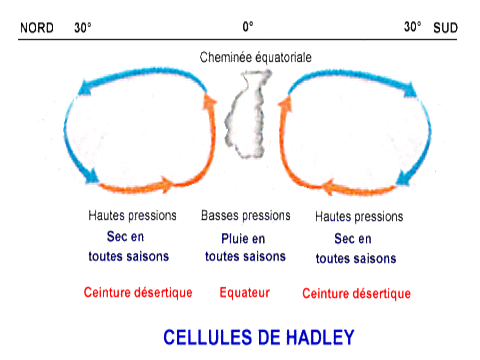 NORD 30° 0° 30° SUD
Cheminée équatoriale
Hautes pressions Basses pressions Hautes pressions
Sec en Pluie en Sec en
toutes saisons toutes saisons toutes saisons
Ceinture désertique Equateur Ceinture désertique
CELLULES DE HADLEY